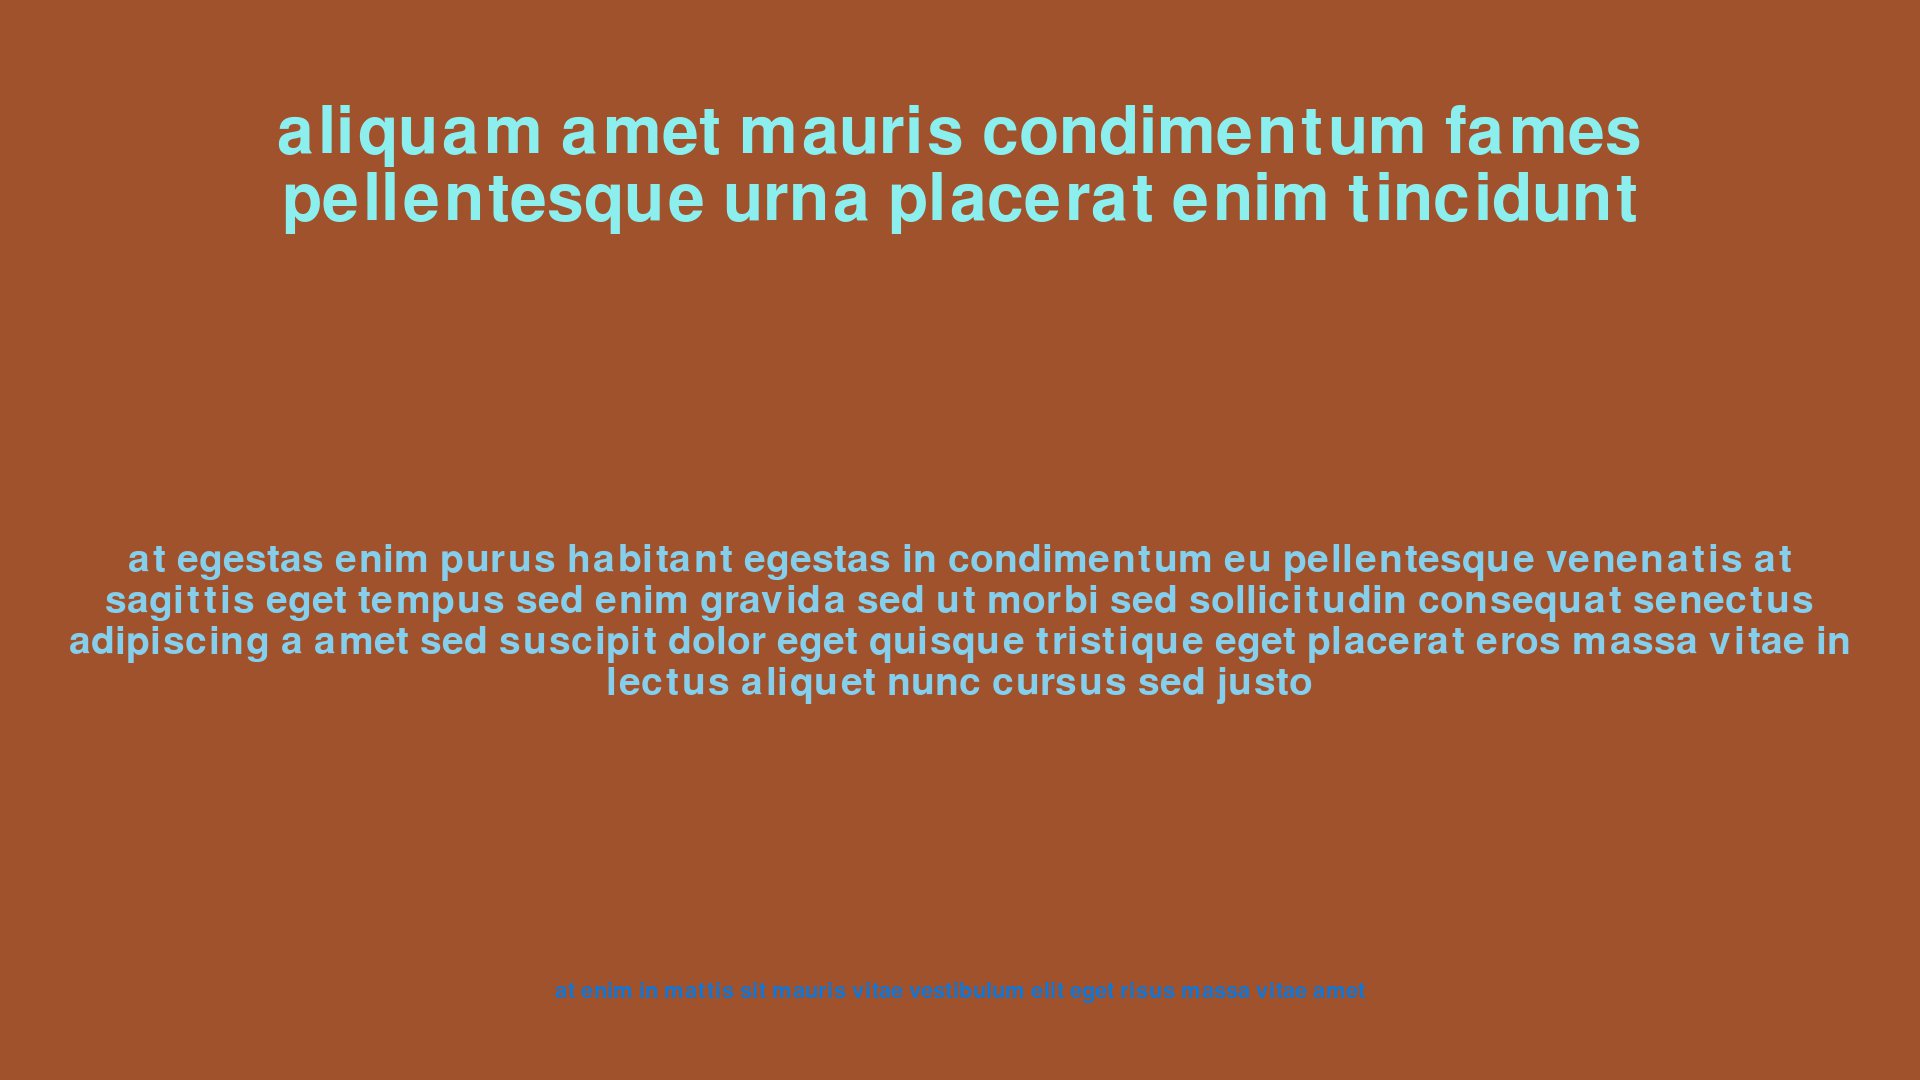 aliquam amet mauris condimentum fames
pellentesque urna placerat enim tincidunt
at egestas enim purus habitant egestas in condimentum eu pellentesque venenatis at
sagittis eget tempus sed enim gravida sed ut morbi sed sollicitudin consequat senectus
adipiscing a amet sed suscipit dolor eget quisque tristique eget placerat eros massa vitae in
lectus aliquet nunc cursus sed justo
at enim in mattis sit mauris vitae vestibulum elit eget risus massa vitae amet